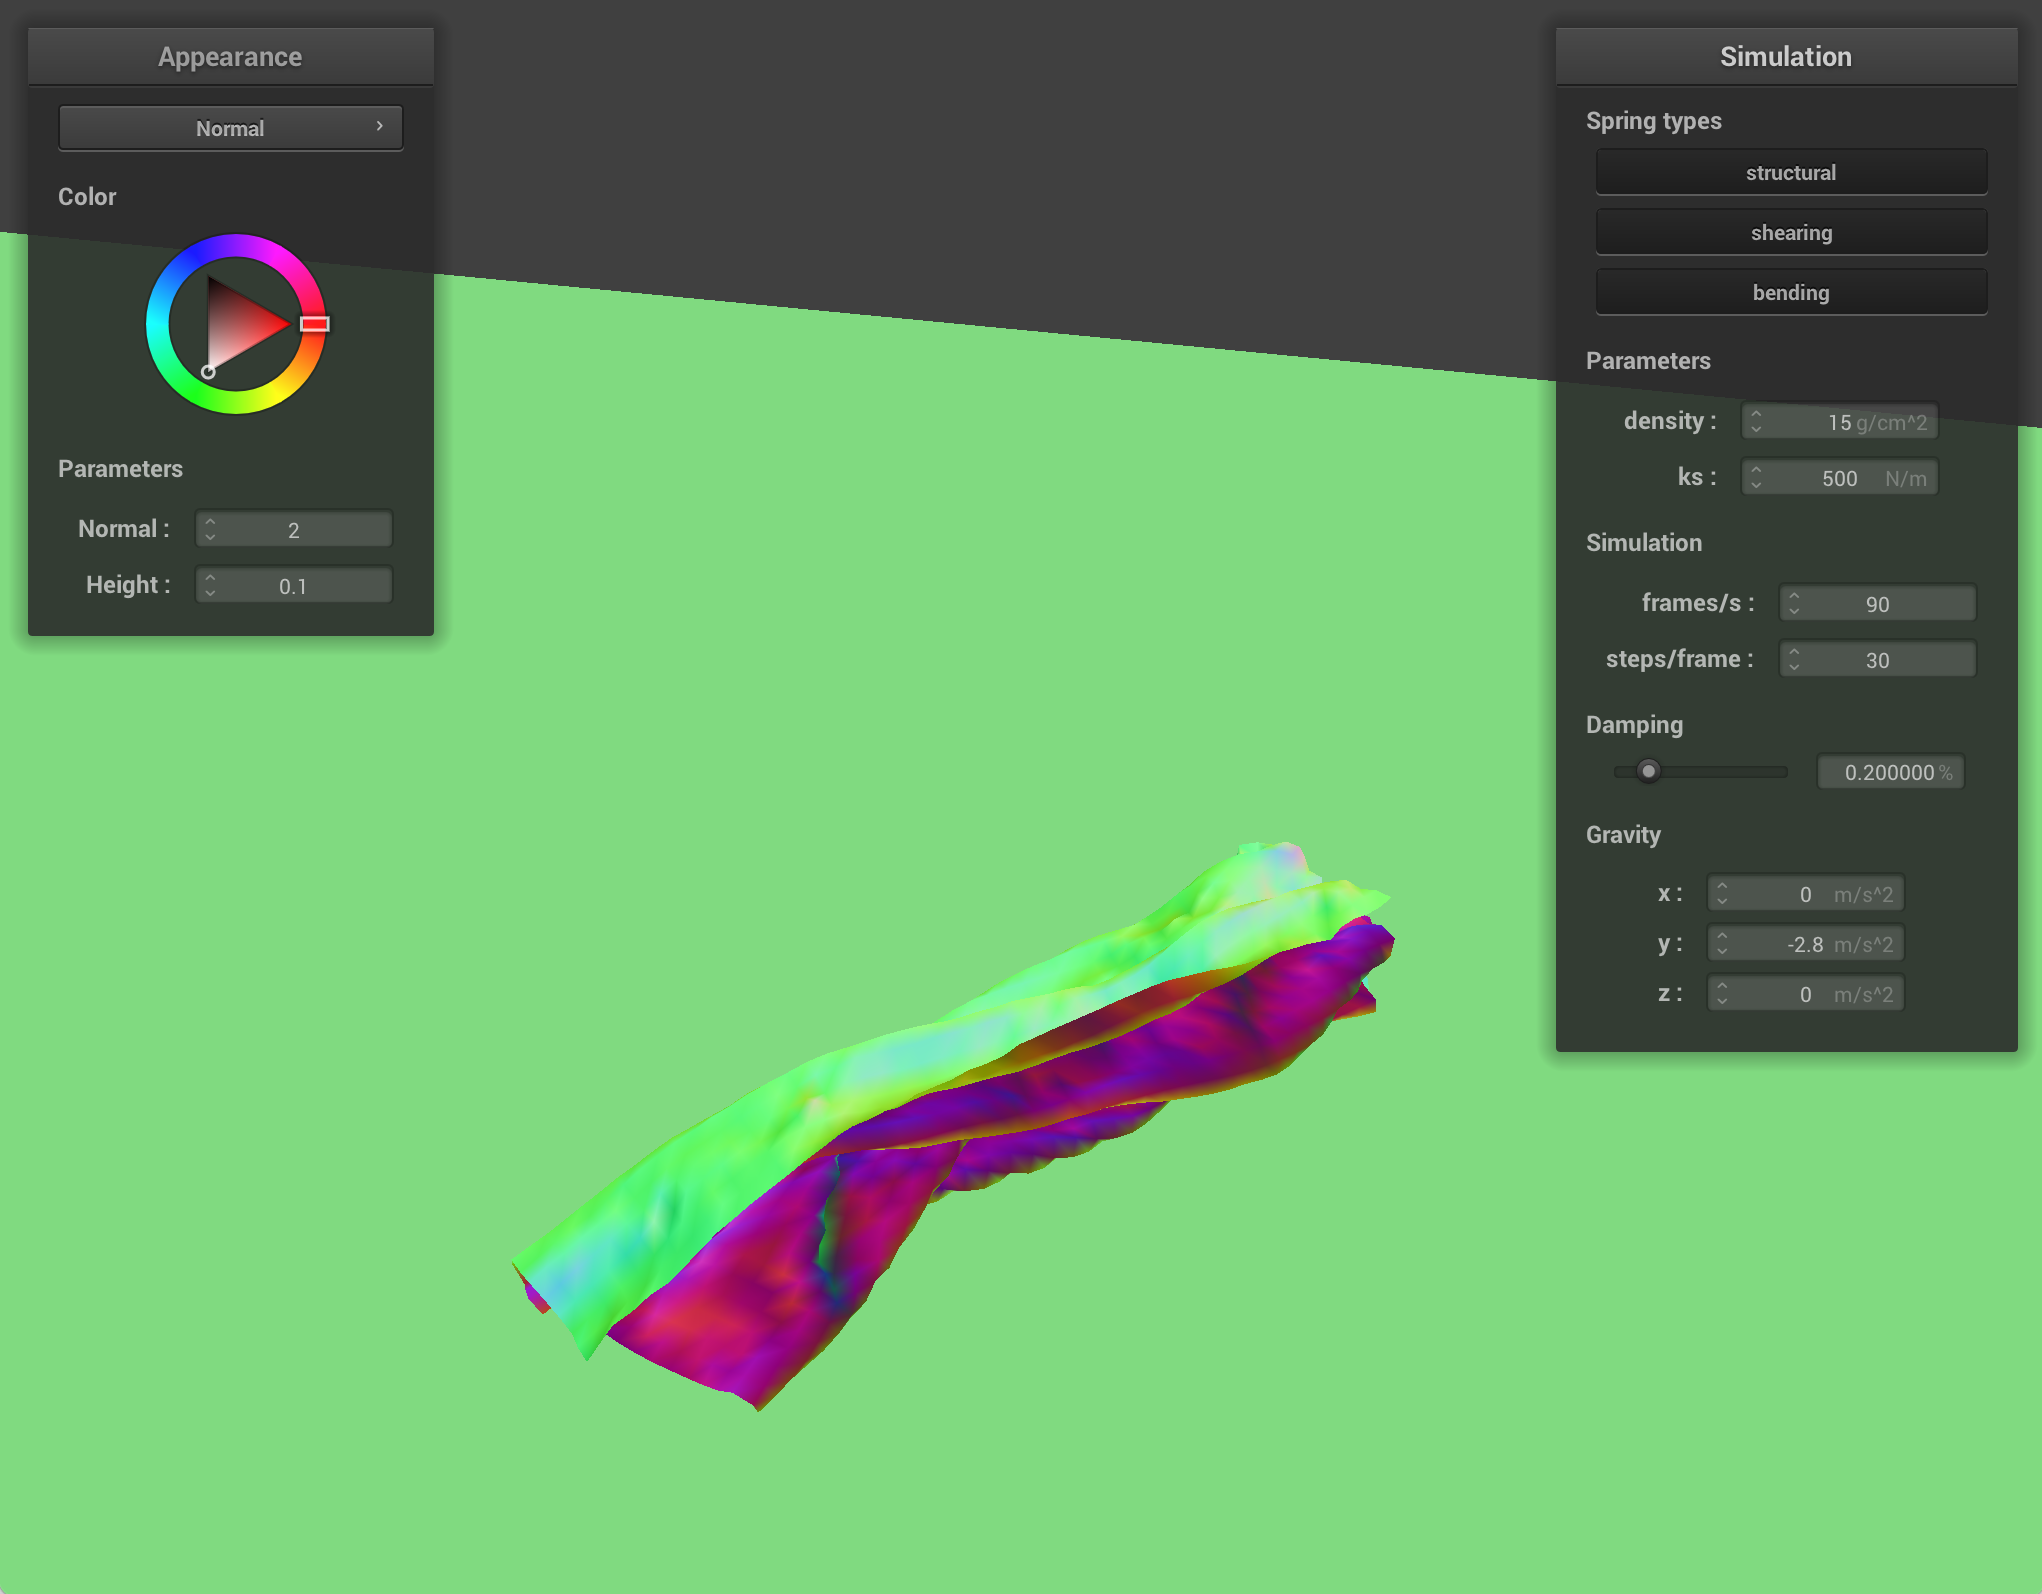 Appearance
Normal
Color
Parameters
Normal : 2
Height : 0.1
Simulation
Spring types
structural
shearing
bending
Parameters
density : 15 g/cm^2
ks : 500 N/m
Simulation
frames/s : 90
steps/frame : 30
Damping
0.200000 %
Gravity
x : 0 m/s^2
y : -2.8 m/s^2
z : 0 m/s^2